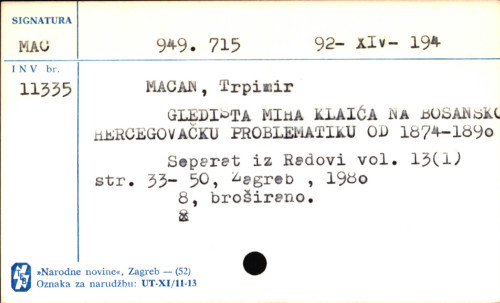 SIGNATURA
MAC 949. 715 92- XIV- 194
INV br.
11335 MACAN, Trpimir
GLEDIŠTA MIHA KLAIĆA NA BOSANSKO
HERCEGOVAČKU PROBLEMATIKU OD 1874-1890
Separat iz Radovi vol. 13(1)
str. 33- 50, Zagreb , 1980
8, broširano.
8
»Narodne novine«, Zagreb — (52)
Oznaka za narudžbu: UT-XI/11-13